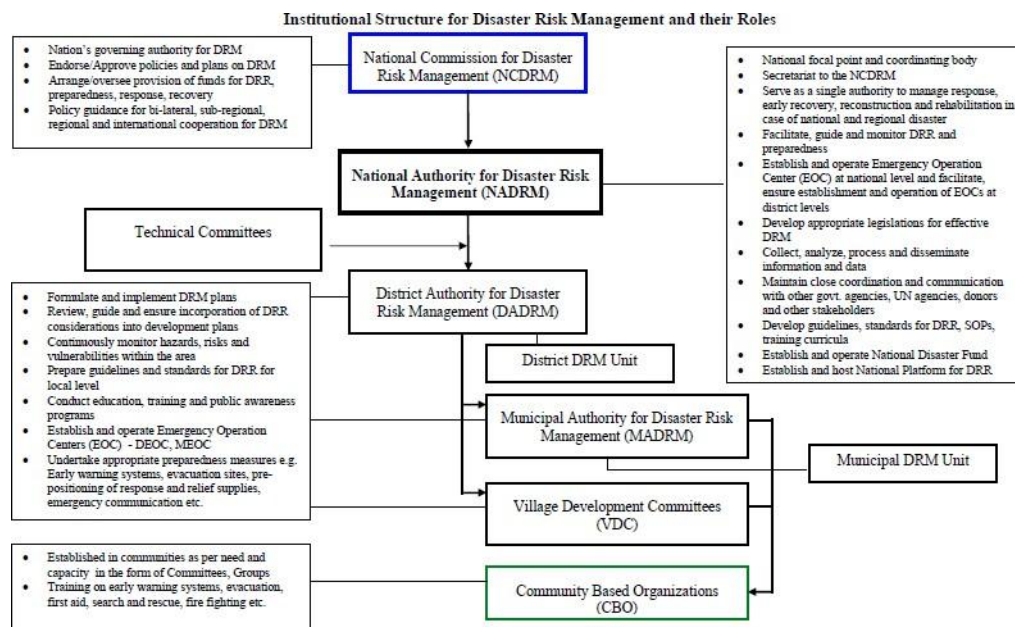 Institutional Structure for Disaster Risk Management and their Roles
• Nation's governing authority for DRM
• Endorse/Approve policies and plans on DRM
• Arrange/oversee provision of funds for DRR,
preparedness, response, recovery
• Policy guidance for bi-lateral, sub-regional,
regional and international cooperation for DRM
National Commission for Disaster
Risk Management (NCDRM)
• National focal point and coordinating body
• Secretariat to the NCDRM
• Serve as a single authority to manage response,
early recovery, reconstruction and rehabilitation in
case of national and regional disaster
• Facilitate, guide and monitor DRR and
preparedness
• Establish and operate Emergency Operation
Center (EOC) at national level and facilitate,
ensure establishment and operation of EOCs at
district levels
• Develop appropriate legislations for effective
DRM
• Collect, analyze, process and disseminate
information and data
• Maintain close coordination and communication
with other govt. agencies, UN agencies, donors
and other stakeholders
• Develop guidelines, standards for DRR, SOPs,
training curricula
• Establish and operate National Disaster Fund
• Establish and host National Platform for DRR
National Authority for Disaster Risk
Management (NADRM)
Technical Committees
• Formulate and implement DRM plans
• Review, guide and ensure incorporation of DRR
considerations into development plans
• Continuously monitor hazards, risks and
vulnerabilities within the area
• Prepare guidelines and standards for DRR for
local level
• Conduct education, training and public awareness
programs
• Establish and operate Emergency Operation
Centers (EOC) - DEOC, MEOC
• Undertake appropriate preparedness measures e.g.
Early warning systems, evacuation sites, pre-
positioning of response and relief supplies,
emergency communication etc.
District Authority for Disaster
Risk Management (DADRM)
District DRM Unit
Municipal Authority for Disaster Risk
Management (MADRM)
Municipal DRM Unit
Village Development Committees
(VDC)
• Established in communities as per need and
capacity in the form of Committees, Groups
• Training on early warning systems, evacuation,
first aid, search and rescue, fire fighting etc.
Community Based Organizations
(CBO)